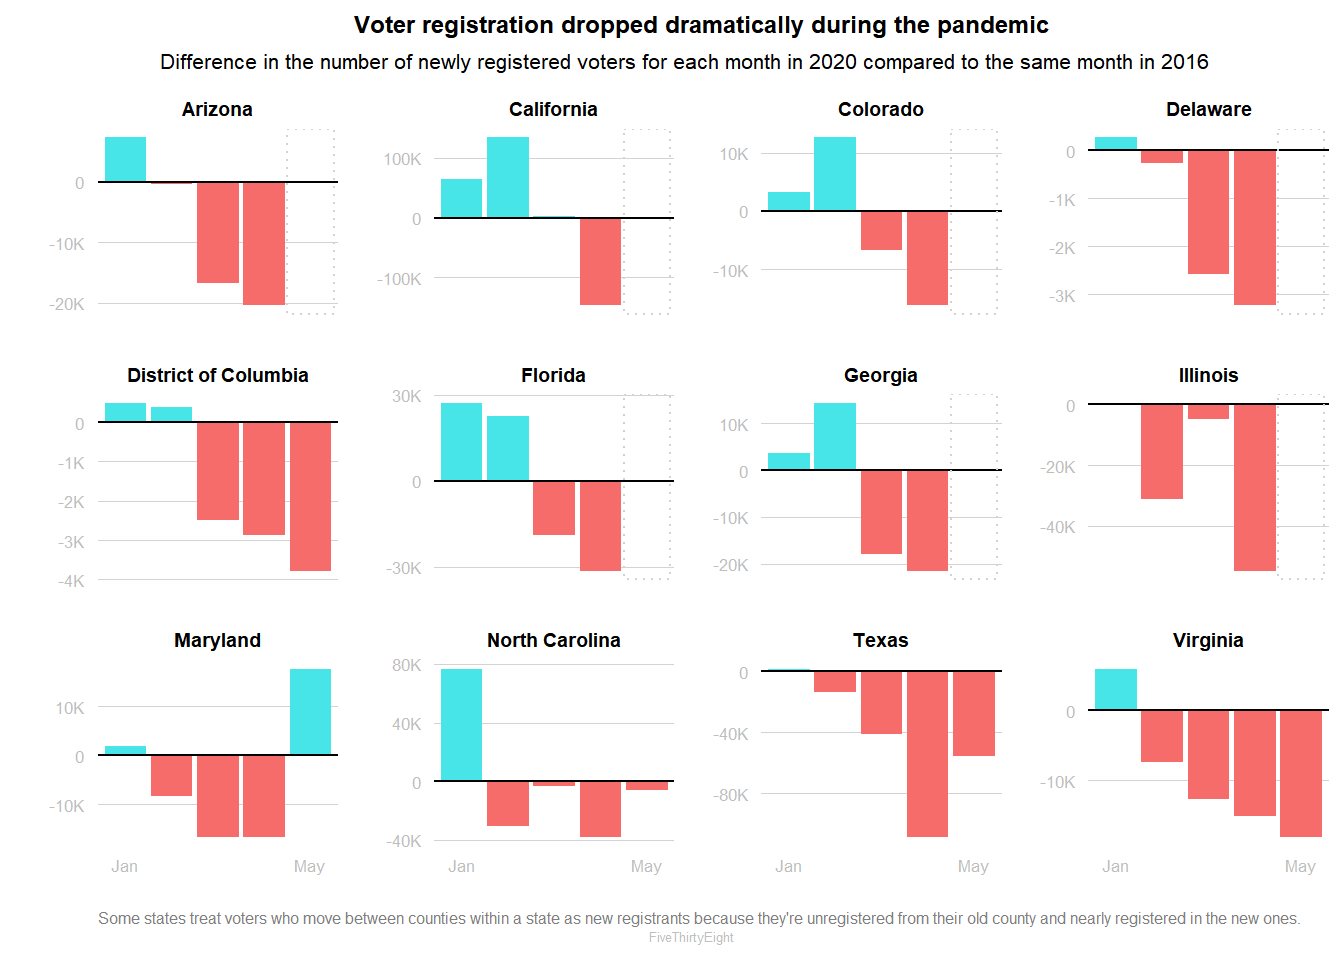 Voter registration dropped dramatically during the pandemic
Difference in the number of newly registered voters for each month in 2020 compared to the same month in 2016
Arizona
0
-10K
-20K
California
100K
0
-100K
Colorado
10K
0
-10K
Delaware
0
-1K
-2K
-3K
District of Columbia
0
-1K
-2K
-3K
-4K
Florida
30K
0
-30K
Georgia
10K
0
-10K
-20K
Illinois
0
-20K
-40K
Maryland
10K
0
-10K
Jan May
North Carolina
80K
40K
0
-40K
Jan May
Texas
0
-40K
-80K
Jan May
Virginia
0
-10K
Jan May
Some states treat voters who move between counties within a state as new registrants because they're unregistered from their old county and nearly registered in the new ones.
FiveThirtyEight